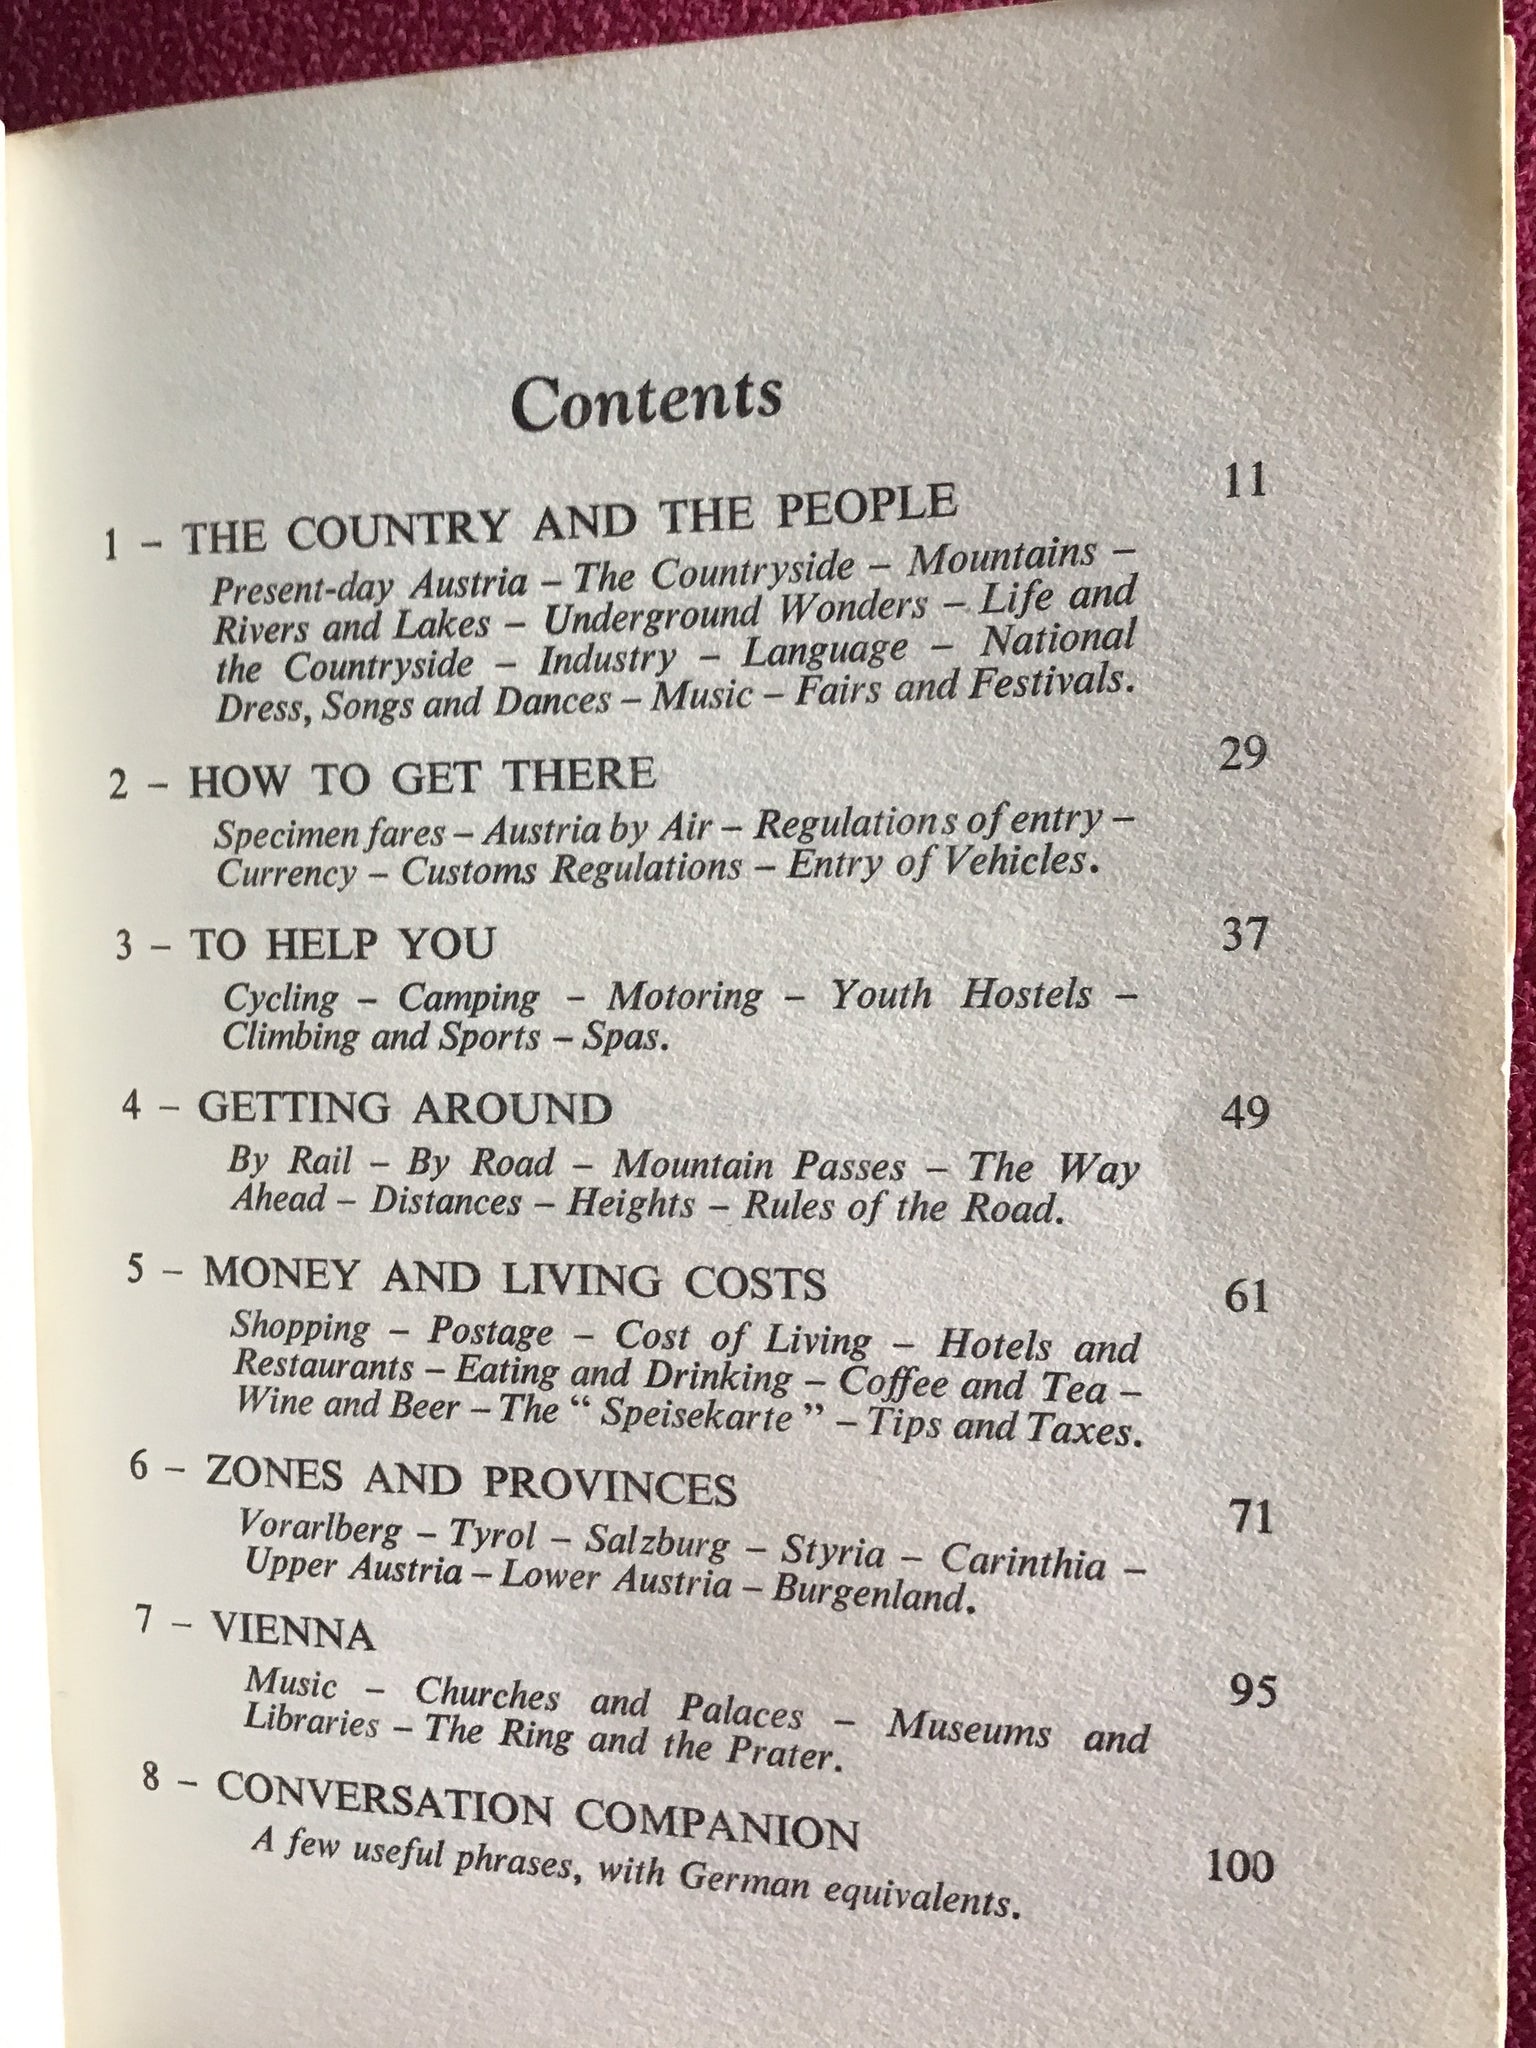 Contents
1 – THE COUNTRY AND THE PEOPLE 11
Present-day Austria – The Countryside – Mountains –
Rivers and Lakes – Underground Wonders – Life and
the Countryside – Industry – Language – National
Dress, Songs and Dances – Music – Fairs and Festivals.
2 – HOW TO GET THERE 29
Specimen fares – Austria by Air – Regulations of entry –
Currency – Customs Regulations – Entry of Vehicles.
3 – TO HELP YOU 37
Cycling – Camping – Motoring – Youth Hostels –
Climbing and Sports – Spas.
4 – GETTING AROUND 49
By Rail – By Road – Mountain Passes – The Way
Ahead – Distances – Heights – Rules of the Road.
5 – MONEY AND LIVING COSTS 61
Shopping – Postage – Cost of Living – Hotels and
Restaurants – Eating and Drinking – Coffee and Tea –
Wine and Beer – The “ Speisekarte ” – Tips and Taxes.
6 – ZONES AND PROVINCES 71
Vorarlberg – Tyrol – Salzburg – Styria – Carinthia –
Upper Austria – Lower Austria – Burgenland.
7 – VIENNA 95
Music – Churches and Palaces – Museums and
Libraries – The Ring and the Prater.
8 – CONVERSATION COMPANION 100
A few useful phrases, with German equivalents.